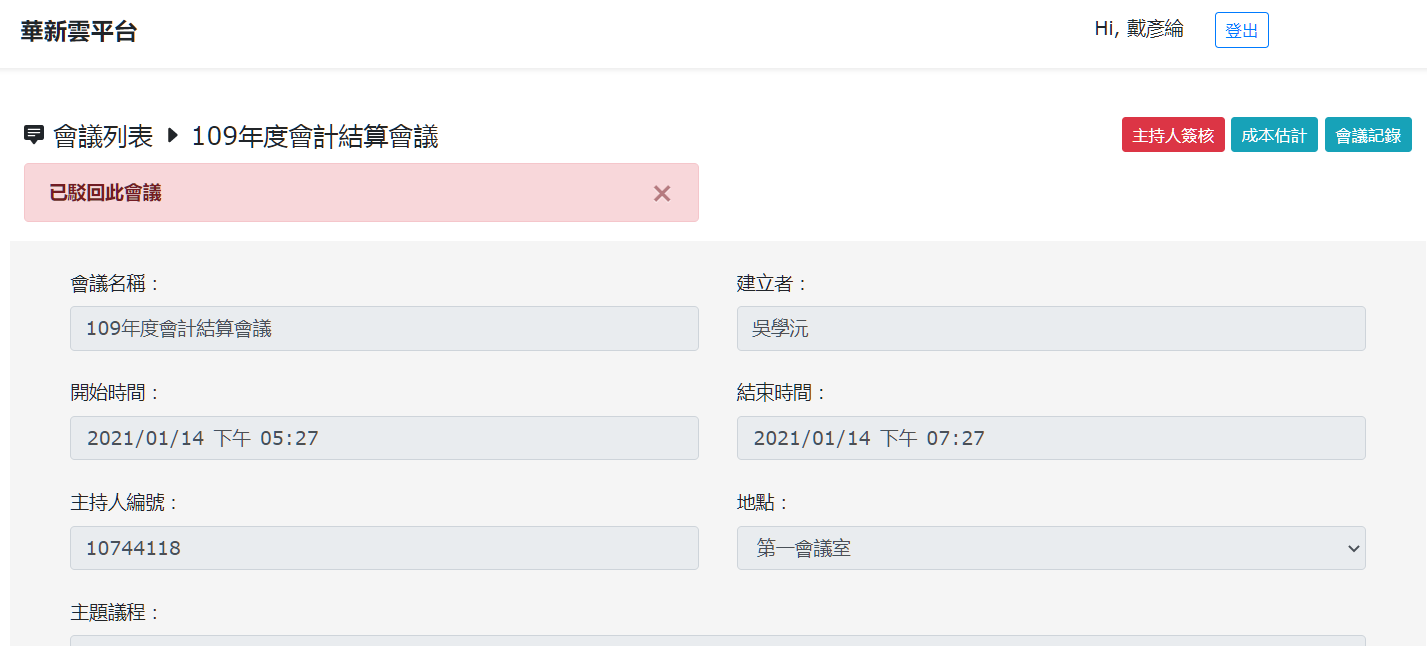 華新雲平台
Hi, 戴彥綸 登出
會議列表 109年度會計結算會議 主持人簽核 成本估計 會議記錄
已駁回此會議 ×
會議名稱： 建立者：
109年度會計結算會議 吳學沅
開始時間： 結束時間：
2021/01/14 下午 05:27 2021/01/14 下午 07:27
主持人編號： 地點：
10744118 第一會議室
主題議程：